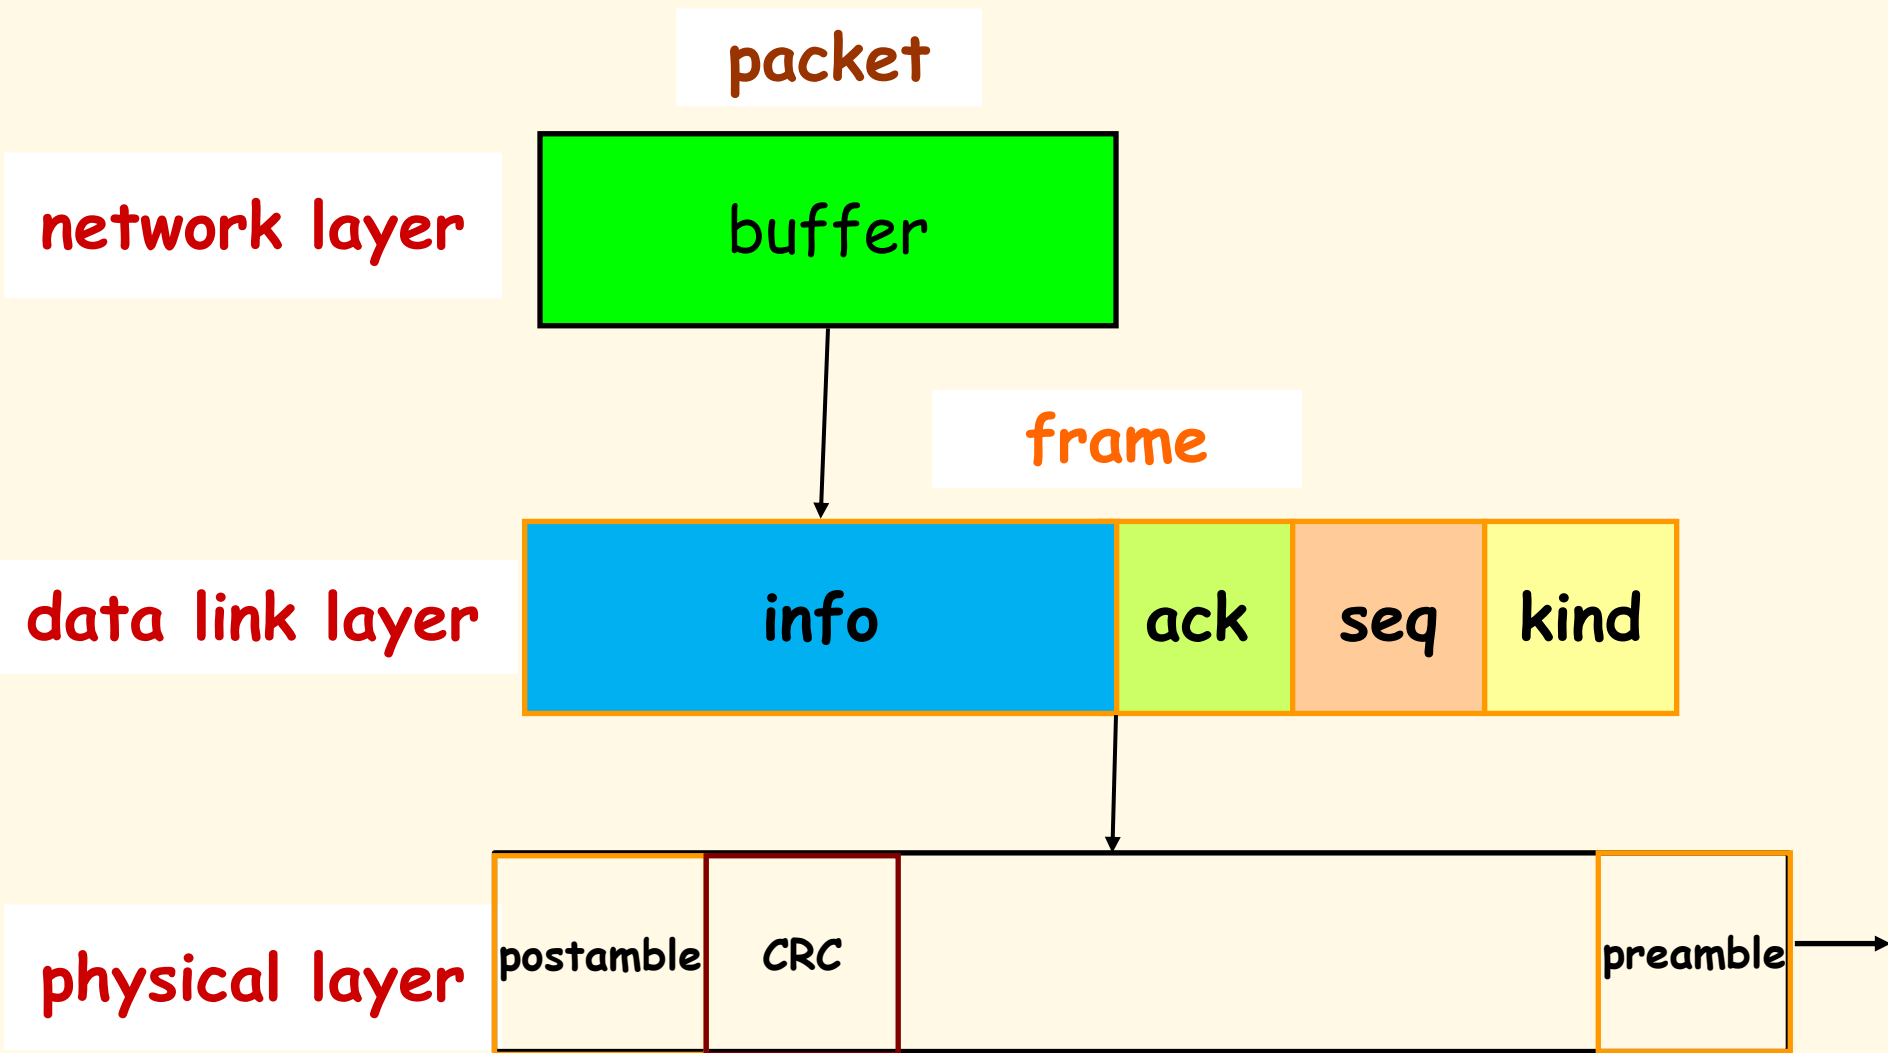 packet
network layer
buffer
frame
data link layer
info
ack
seq
kind
physical layer
postamble
CRC
preamble